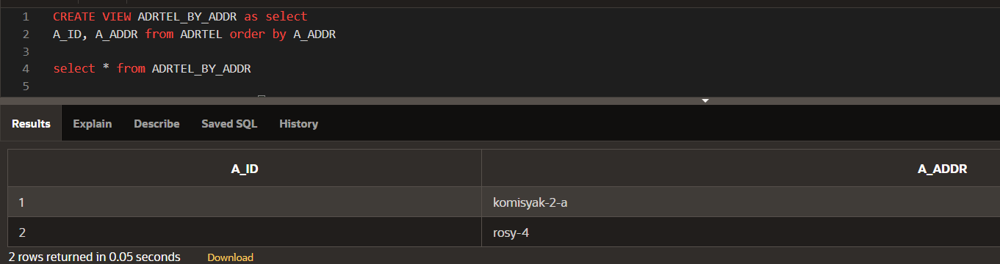 1 CREATE VIEW ADRTEL_BY_ADDR as select
2 A_ID, A_ADDR from ADRTEL order by A_ADDR
3
4 select * from ADRTEL_BY_ADDR
5
Results Explain Describe Saved SQL History
A_ID A_ADDR
1 komisyak-2-a
2 rosy-4
2 rows returned in 0.05 seconds Download